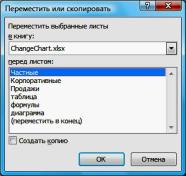 Переместить или скопировать
Переместить выбранные листы
в книгу:
ChangeChart.xlsx
перед листом:
Частные
Корпоративные
Продажи
таблица
формулы
диаграмма
(переместить в конец)
Создать копию
ОК
Отмена